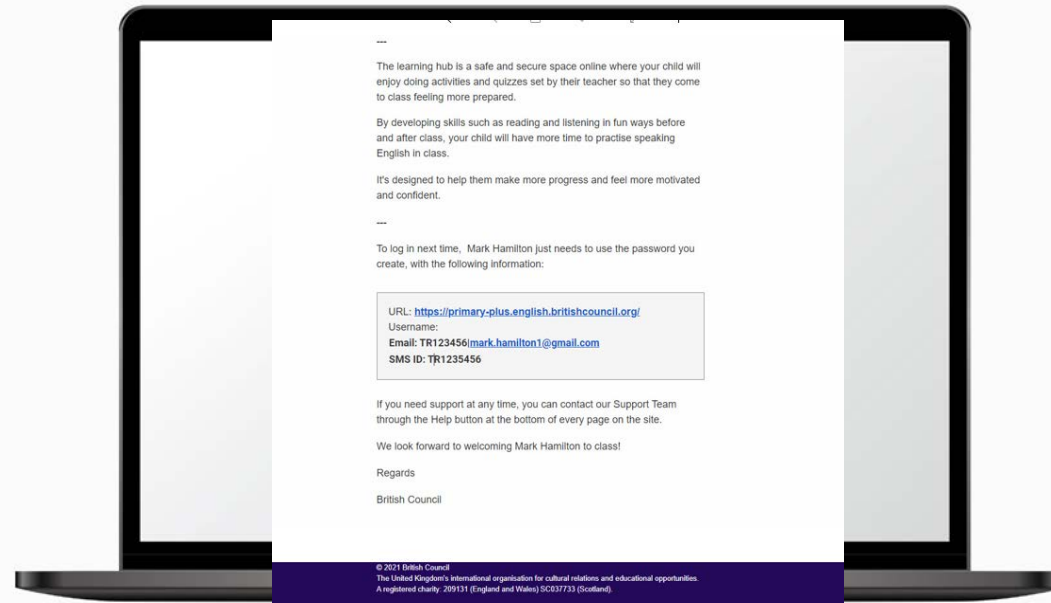 ---
The learning hub is a safe and secure space online where your child will
enjoy doing activities and quizzes set by their teacher so that they come
to class feeling more prepared.
By developing skills such as reading and listening in fun ways before
and after class, your child will have more time to practise speaking
English in class.
It's designed to help them make more progress and feel more motivated
and confident.
---
To log in next time, Mark Hamilton just needs to use the password you
create, with the following information:
URL: https://primary-plus.english.britishcouncil.org/
Username:
Email: TR123456|mark.hamilton1@gmail.com
SMS ID: TR1235456
If you need support at any time, you can contact our Support Team
through the Help button at the bottom of every page on the site.
We look forward to welcoming Mark Hamilton to class!
Regards
British Council
© 2021 British Council
The United Kingdom's international organisation for cultural relations and educational opportunities.
A registered charity: 209131 (England and Wales) SC037733 (Scotland).